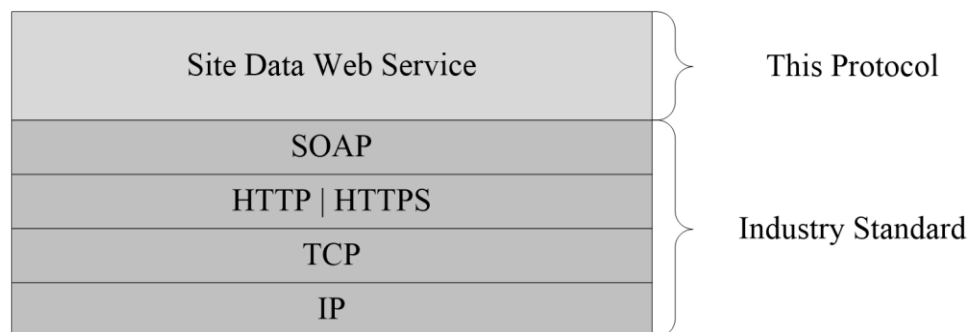 Site Data Web Service
This Protocol
SOAP
HTTP | HTTPS
TCP
IP
Industry Standard